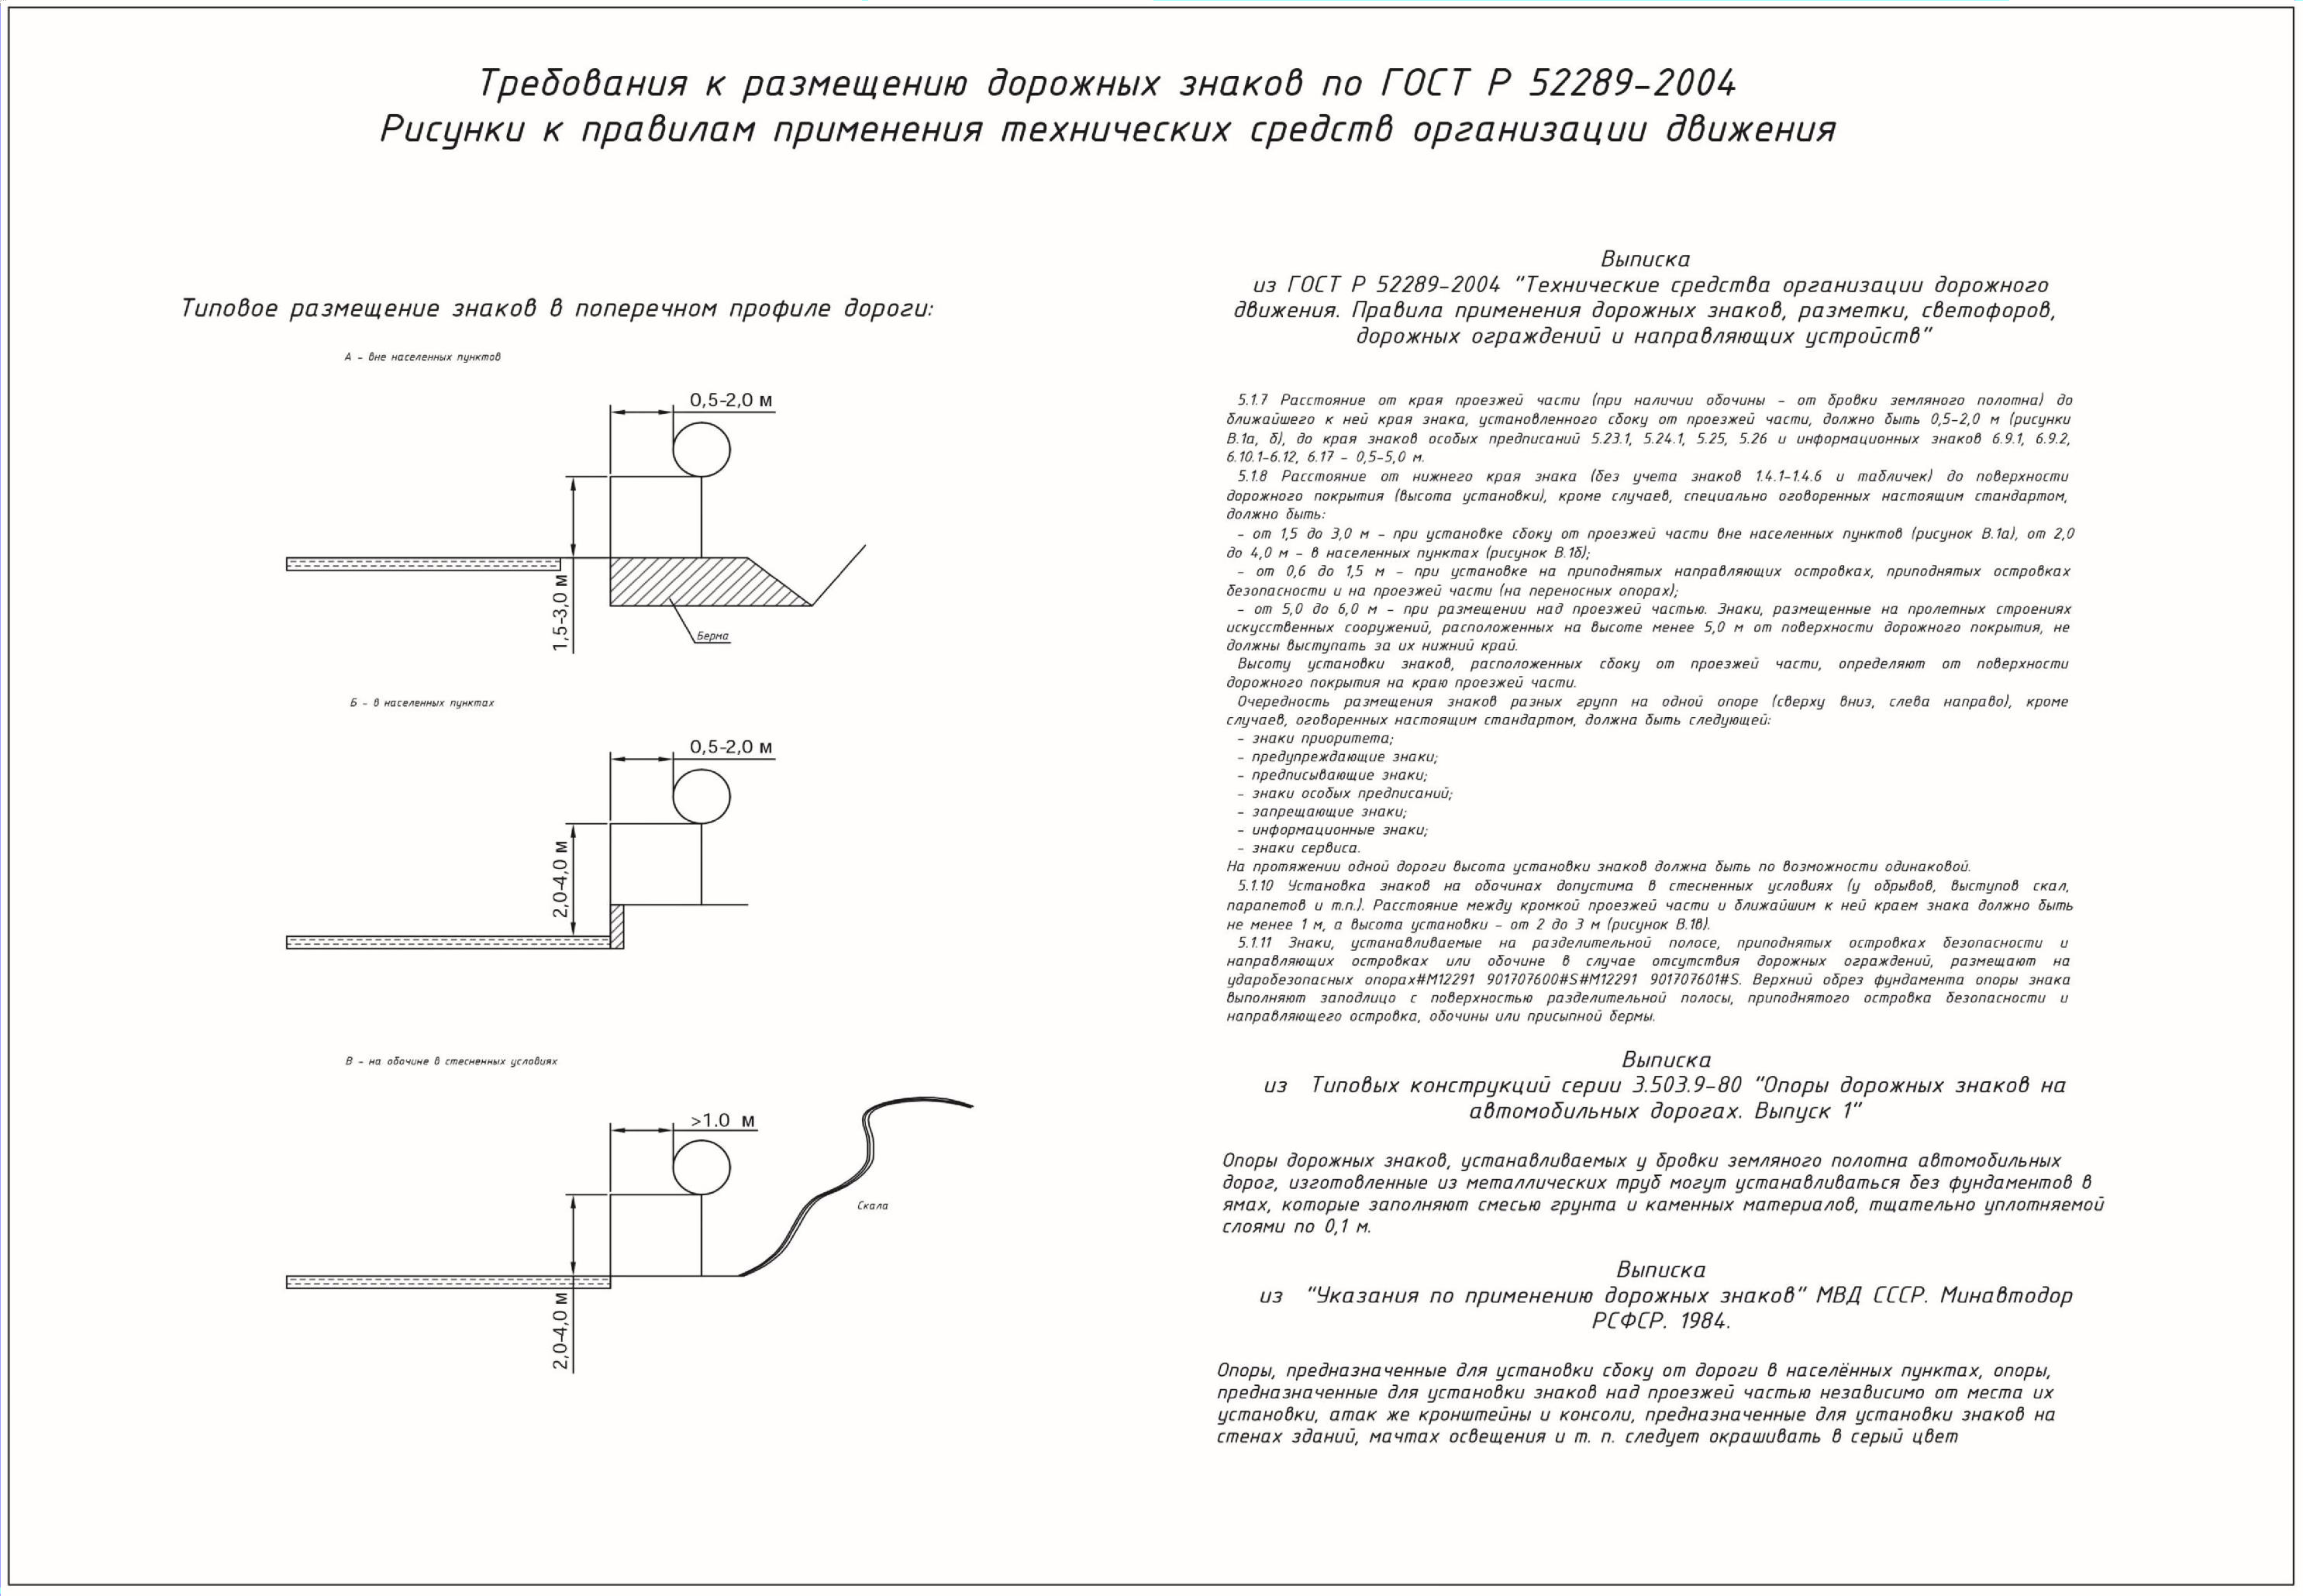 Требования к размещению дорожных знаков по ГОСТ Р 52289-2004
Рисунки к правилам применения технических средств организации движения
Типовое размещение знаков в поперечном профиле дороги:
А - вне населенных пунктов
0,5-2,0 м
1,5-3,0 м
Берма
Б - в населенных пунктах
0,5-2,0 м
2,0-4,0 м
В - на обочине в стесненных условиях
>1.0 м
Скала
2,0-4,0 м
Выписка
из ГОСТ Р 52289-2004 "Технические средства организации дорожного
движения. Правила применения дорожных знаков, разметки, светофоров,
дорожных ограждений и направляющих устройств"
5.1.7 Расстояние от края проезжей части (при наличии обочины - от бровки земляного полотна) до
ближайшего к ней края знака, установленного сбоку от проезжей части, должно быть 0,5-2,0 м (рисунки
В.1а, б), до края знаков особых предписаний 5.23.1, 5.24.1, 5.25, 5.26 и информационных знаков 6.9.1, 6.9.2,
6.10.1-6.12, 6.17 - 0,5-5,0 м.
5.1.8 Расстояние от нижнего края знака (без учета знаков 1.4.1-1.4.6 и табличек) до поверхности
дорожного покрытия (высота установки), кроме случаев, специально оговоренных настоящим стандартом,
должно быть:
- от 1,5 до 3,0 м - при установке сбоку от проезжей части вне населенных пунктов (рисунок В.1а), от 2,0
до 4,0 м - в населенных пунктах (рисунок В.1б);
- от 0,6 до 1,5 м - при установке на приподнятых направляющих островках, приподнятых островках
безопасности и на проезжей части (на переносных опорах);
- от 5,0 до 6,0 м - при размещении над проезжей частью. Знаки, размещенные на пролетных строениях
искусственных сооружений, расположенных на высоте менее 5,0 м от поверхности дорожного покрытия, не
должны выступать за их нижний край.
Высоту установки знаков, расположенных сбоку от проезжей части, определяют от поверхности
дорожного покрытия на краю проезжей части.
Очередность размещения знаков разных групп на одной опоре (сверху вниз, слева направо), кроме
случаев, оговоренных настоящим стандартом, должна быть следующей:
- знаки приоритета;
- предупреждающие знаки;
- предписывающие знаки;
- знаки особых предписаний;
- запрещающие знаки;
- информационные знаки;
- знаки сервиса.
На протяжении одной дороги высота установки знаков должна быть по возможности одинаковой.
5.1.10 Установка знаков на обочинах допустима в стесненных условиях (у обрывов, выступов скал,
парапетов и т.п.). Расстояние между кромкой проезжей части и ближайшим к ней краем знака должно быть
не менее 1 м, а высота установки - от 2 до 3 м (рисунок В.1в).
5.1.11 Знаки, устанавливаемые на разделительной полосе, приподнятых островках безопасности и
направляющих островках или обочине в случае отсутствия дорожных ограждений, размещают на
ударобезопасных опорах#M12291 901707600#S#M12291 901707601#S. Верхний обрез фундамента опоры знака
выполняют заподлицо с поверхностью разделительной полосы, приподнятого островка безопасности и
направляющего островка, обочины или присыпной бермы.
Выписка
из Типовых конструкций серии 3.503.9-80 "Опоры дорожных знаков на
автомобильных дорогах. Выпуск 1"
Опоры дорожных знаков, устанавливаемых у бровки земляного полотна автомобильных
дорог, изготовленные из металлических труб могут устанавливаться без фундаментов в
ямах, которые заполняют смесью грунта и каменных материалов, тщательно уплотняемой
слоями по 0,1 м.
Выписка
из "Указания по применению дорожных знаков" МВД СССР. Минавтодор
РСФСР. 1984.
Опоры, предназначенные для установки сбоку от дороги в населённых пунктах, опоры,
предназначенные для установки знаков над проезжей частью независимо от места их
установки, атак же кронштейны и консоли, предназначенные для установки знаков на
стенах зданий, мачтах освещения и т. п. следует окрашивать в серый цвет